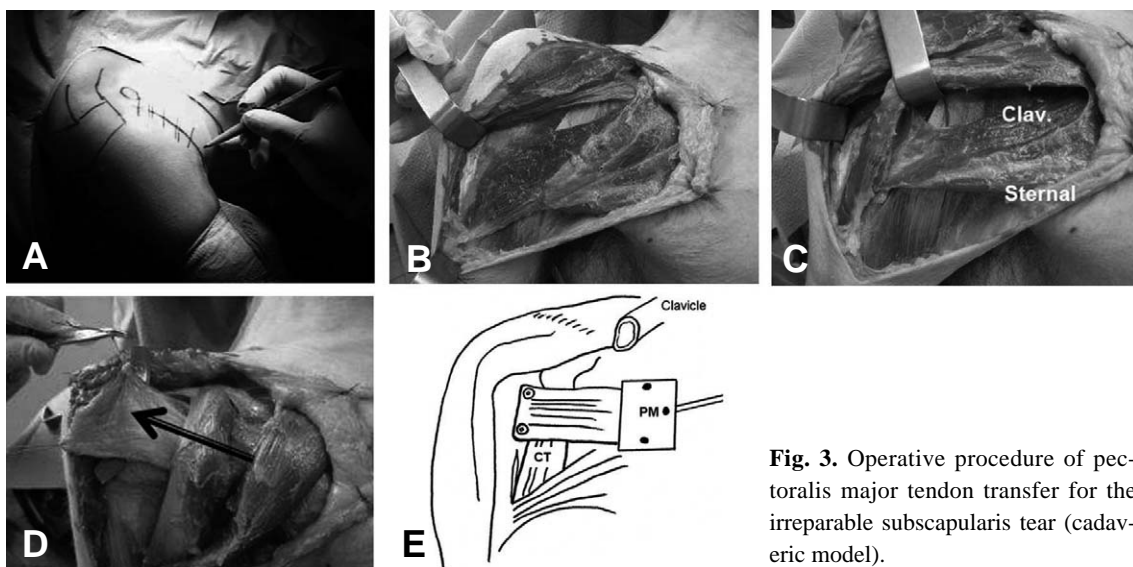 A
B
C
Clav.
Sternal
D
E
Clavicle
PM
CT
Fig. 3. Operative procedure of pec-
toralis major tendon transfer for the
irreparable subscapularis tear (cadav-
eric model).